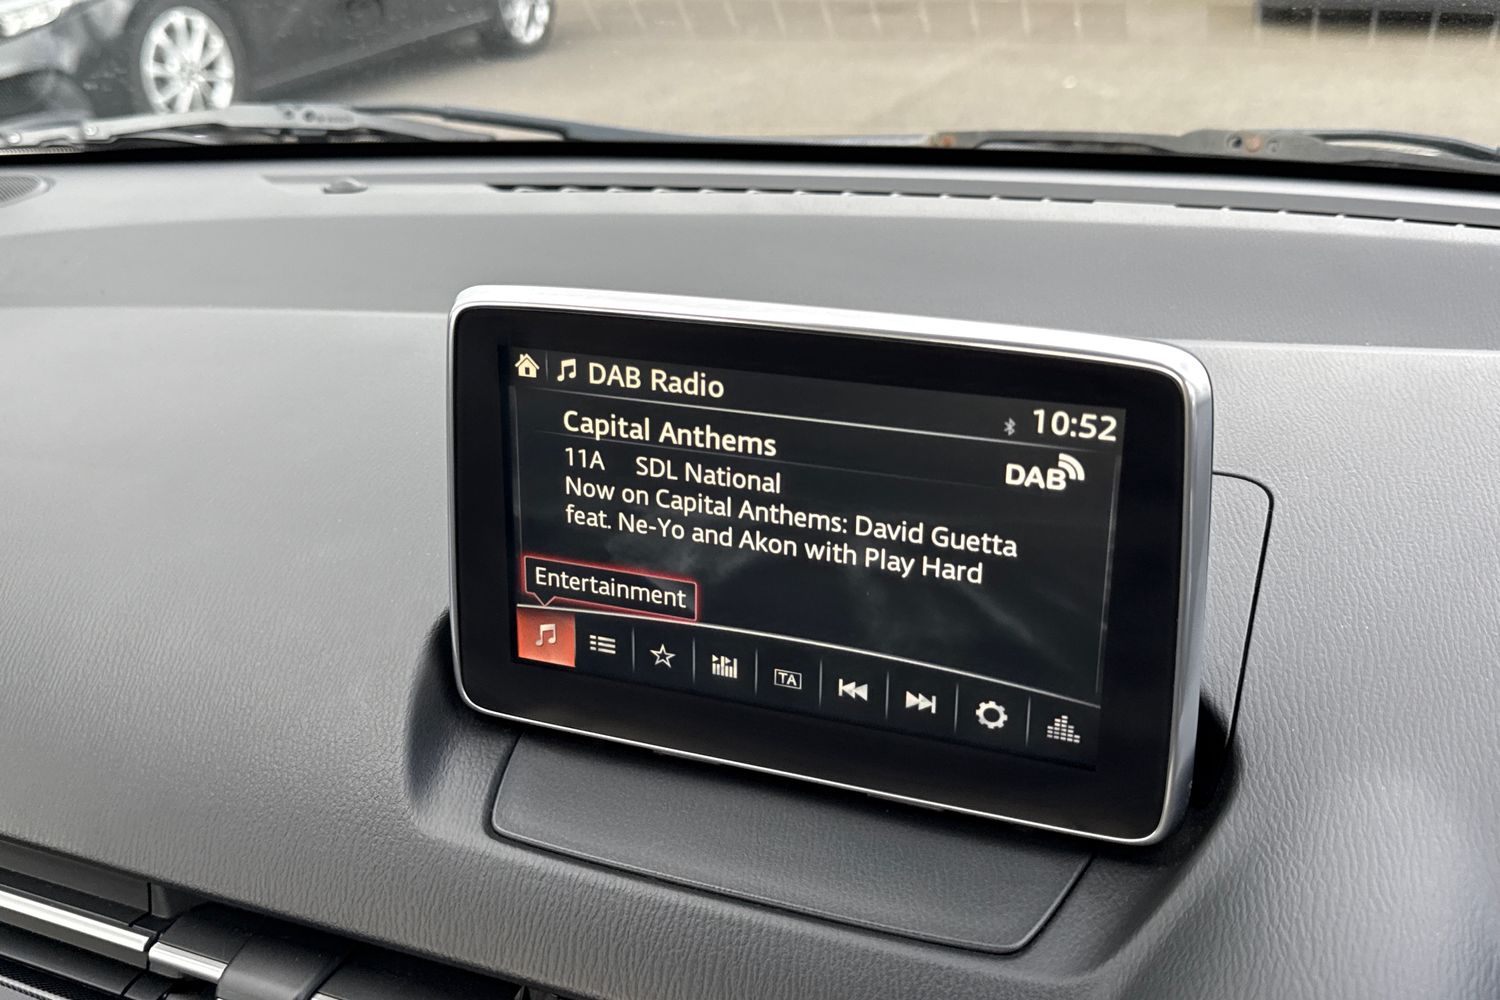 DAB Radio
10:52
Capital Anthems
DAB
11A SDL National
Now on Capital Anthems: David Guetta
feat. Ne-Yo and Akon with Play Hard
Entertainment
TA